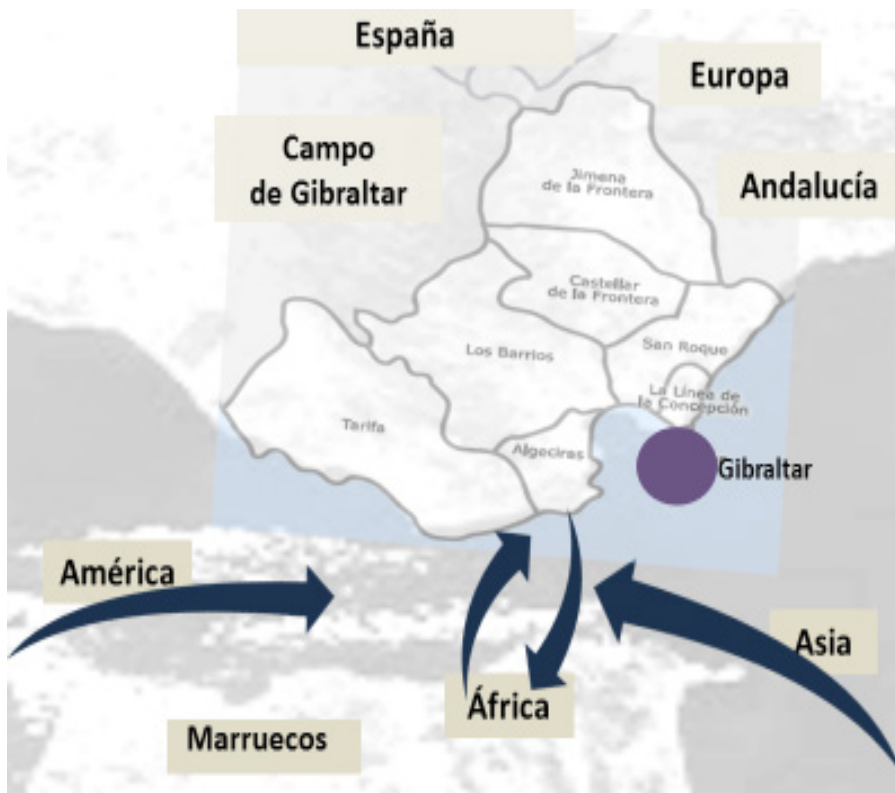 España
Europa
Campo
de Gibraltar
Andalucía
Jimena
de la Frontera
Castellar
de la Frontera
San Roque
Los Barrios
La Línea de
la Concepción
Tarifa
Algeciras
Gibraltar
América
Asia
África
Marruecos